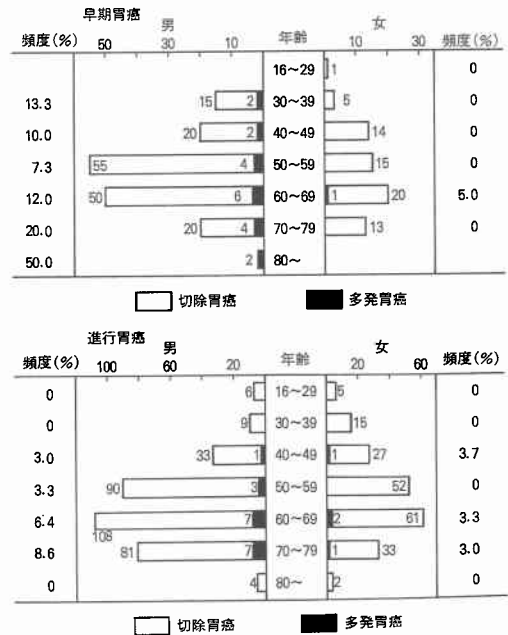 早期胃癌
頻度(%) 50 男 30 10 年齢 女 10 30 頻度(%)
16～29 1 0
13.3 15 2 30～39 5 0
10.0 20 2 40～49 14 0
7.3 55 4 50～59 15 0
12.0 50 6 60～69 1 20 5.0
20.0 20 4 70～79 13 0
50.0 2 80～
切除胃癌 多発胃癌
進行胃癌
頻度(%) 100 男 60 20 年齢 女 20 60 頻度(%)
0 6 16～29 5 0
0 9 30～39 15 0
3.0 33 1 40～49 1 27 3.7
3.3 90 3 50～59 52 0
6.4 108 7 60～69 2 61 3.3
8.6 81 7 70～79 1 33 3.0
0 4 80～ 2 0
切除胃癌 多発胃癌